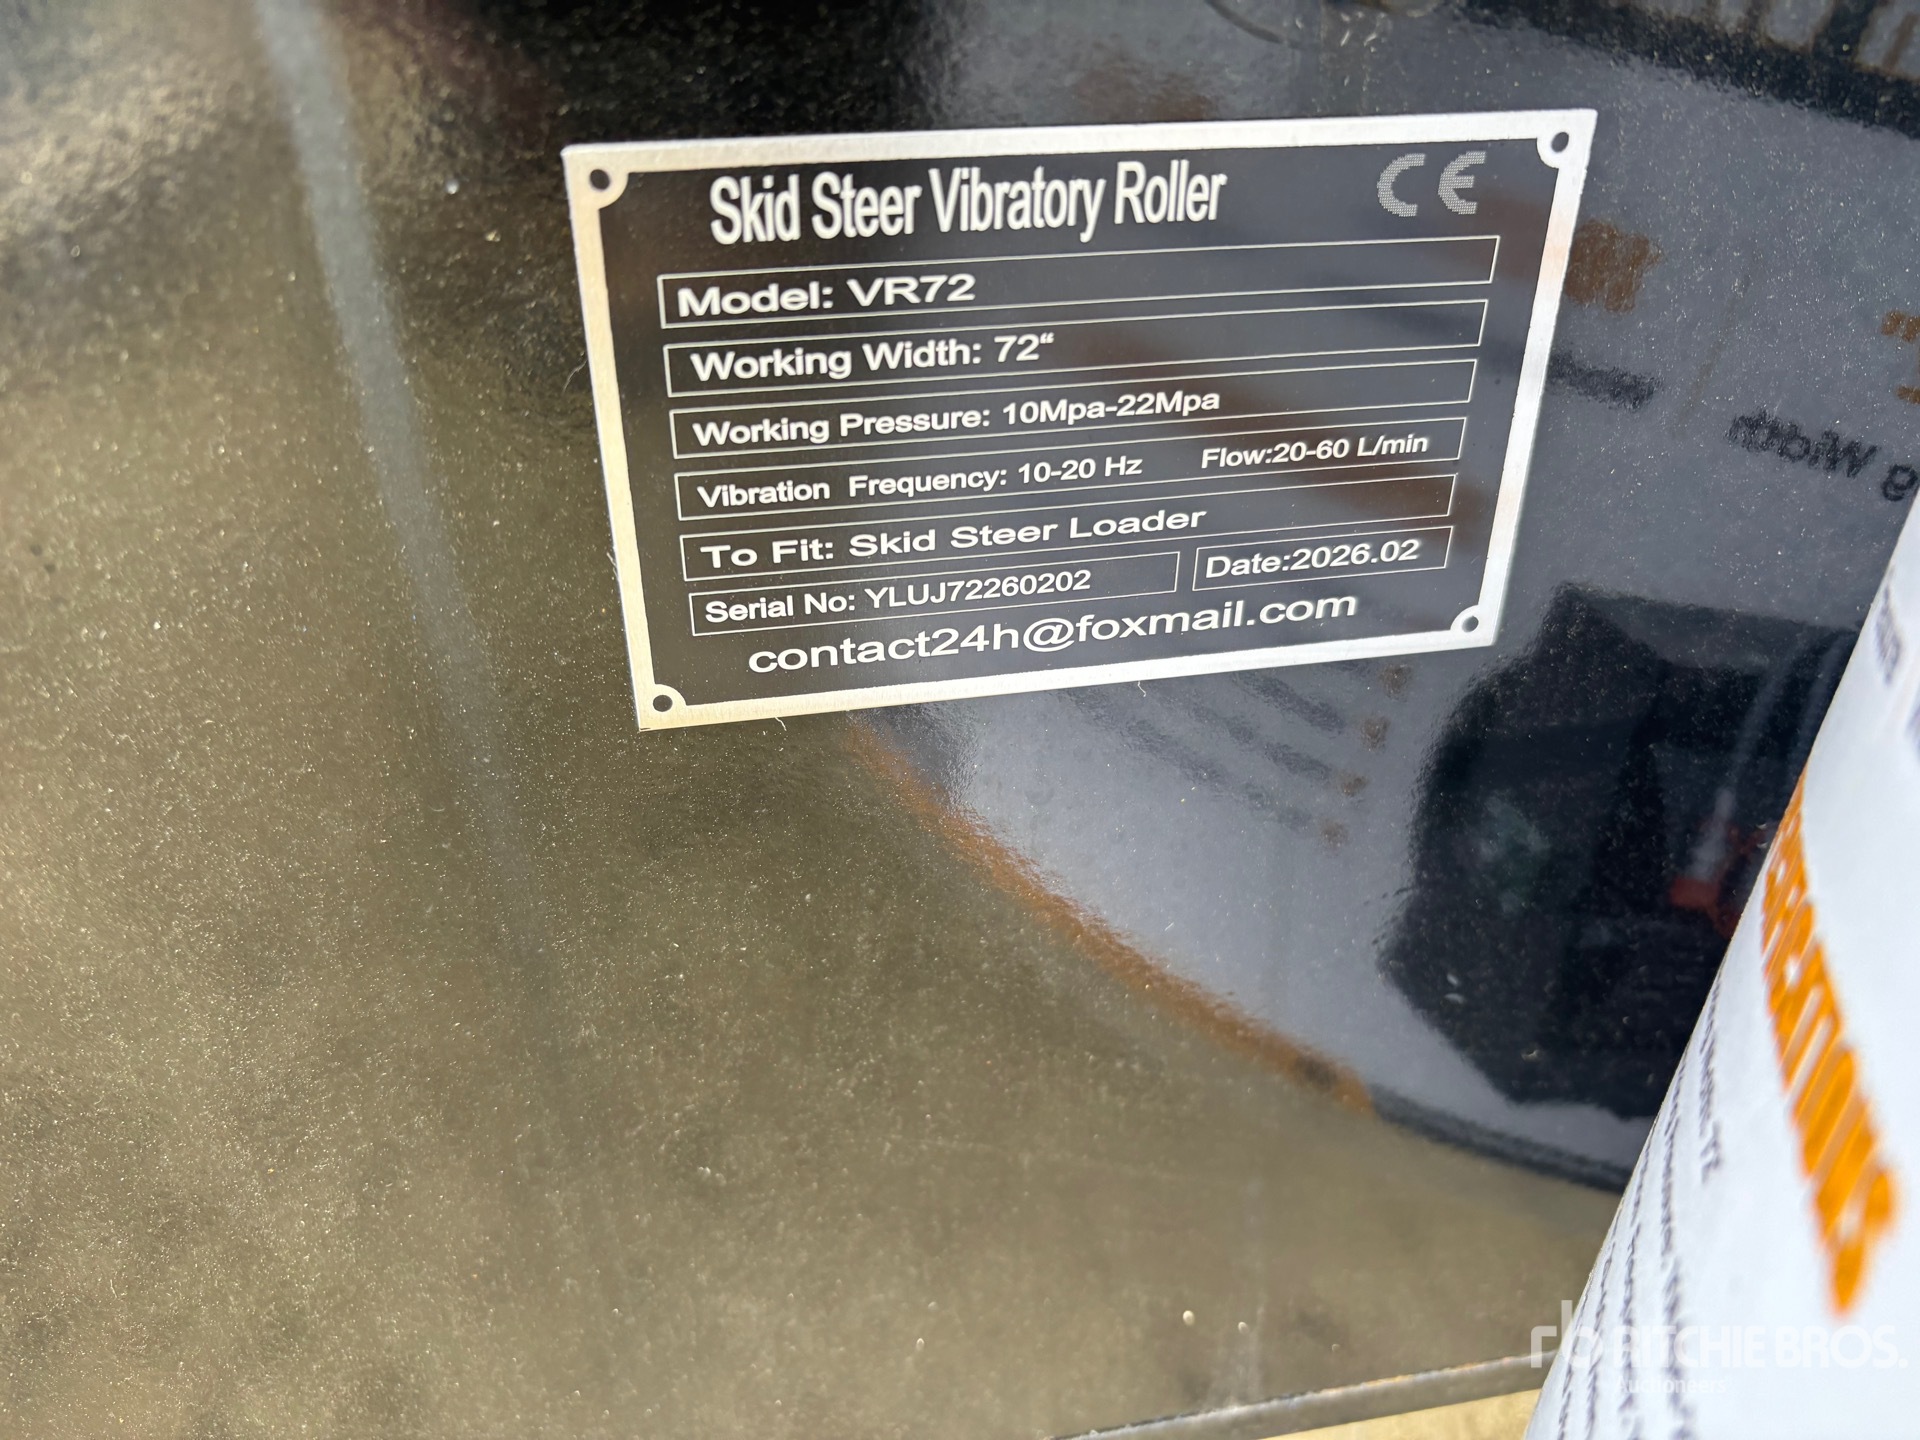 Skid Steer Vibratory Roller
CE
Model: VR72
Working Width: 72“
Working Pressure: 10Mpa-22Mpa
Vibration Frequency: 10-20 Hz Flow:20-60 L/min
To Fit: Skid Steer Loader
Serial No: YLUJ72260202 Date:2026.02
contact24h@foxmail.com
rb RITCHIE BROS.
Auctioneers